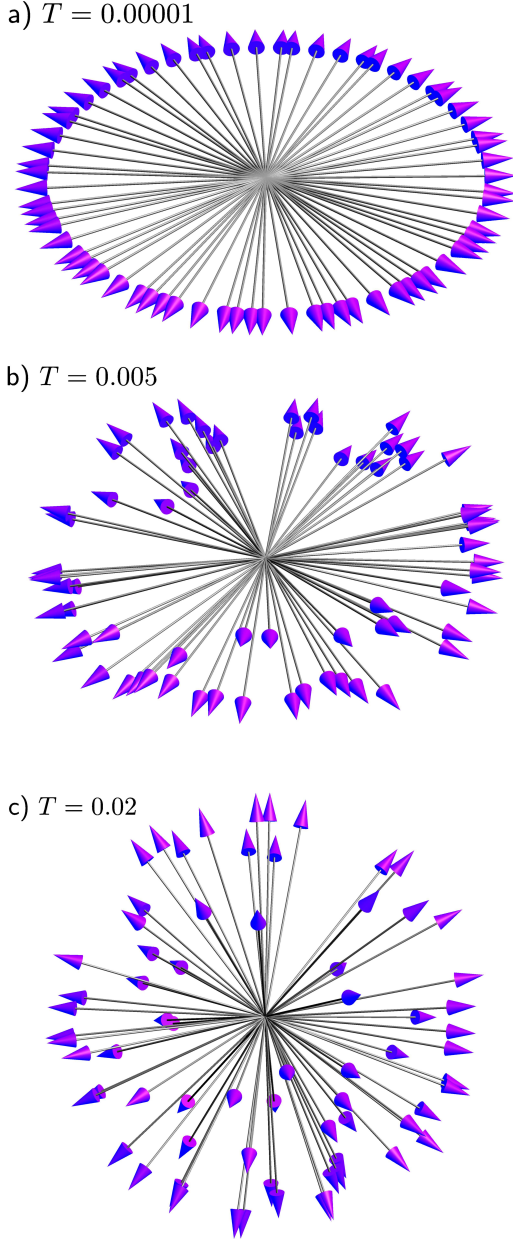 a) T = 0.00001
b) T = 0.005
c) T = 0.02